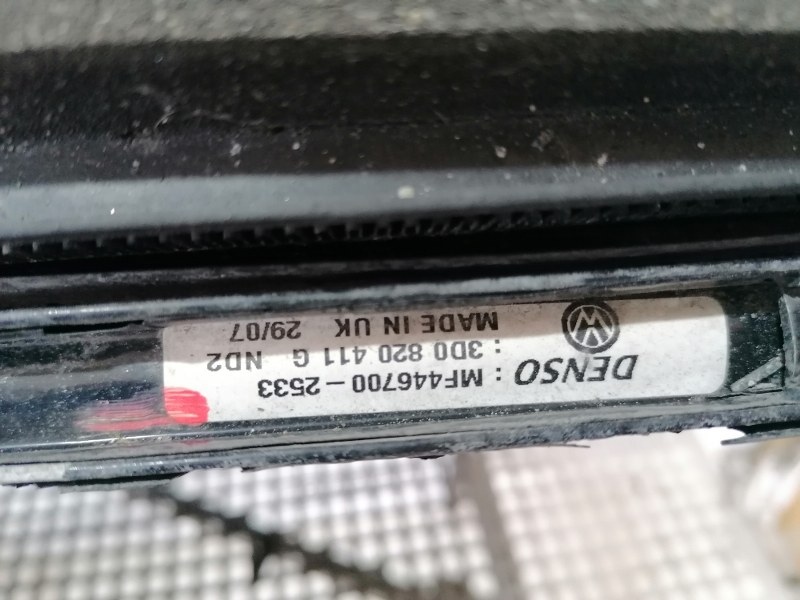 DENSO : MF446700-2533
: 3D0 820 411 G ND2
MADE IN UK 29/07